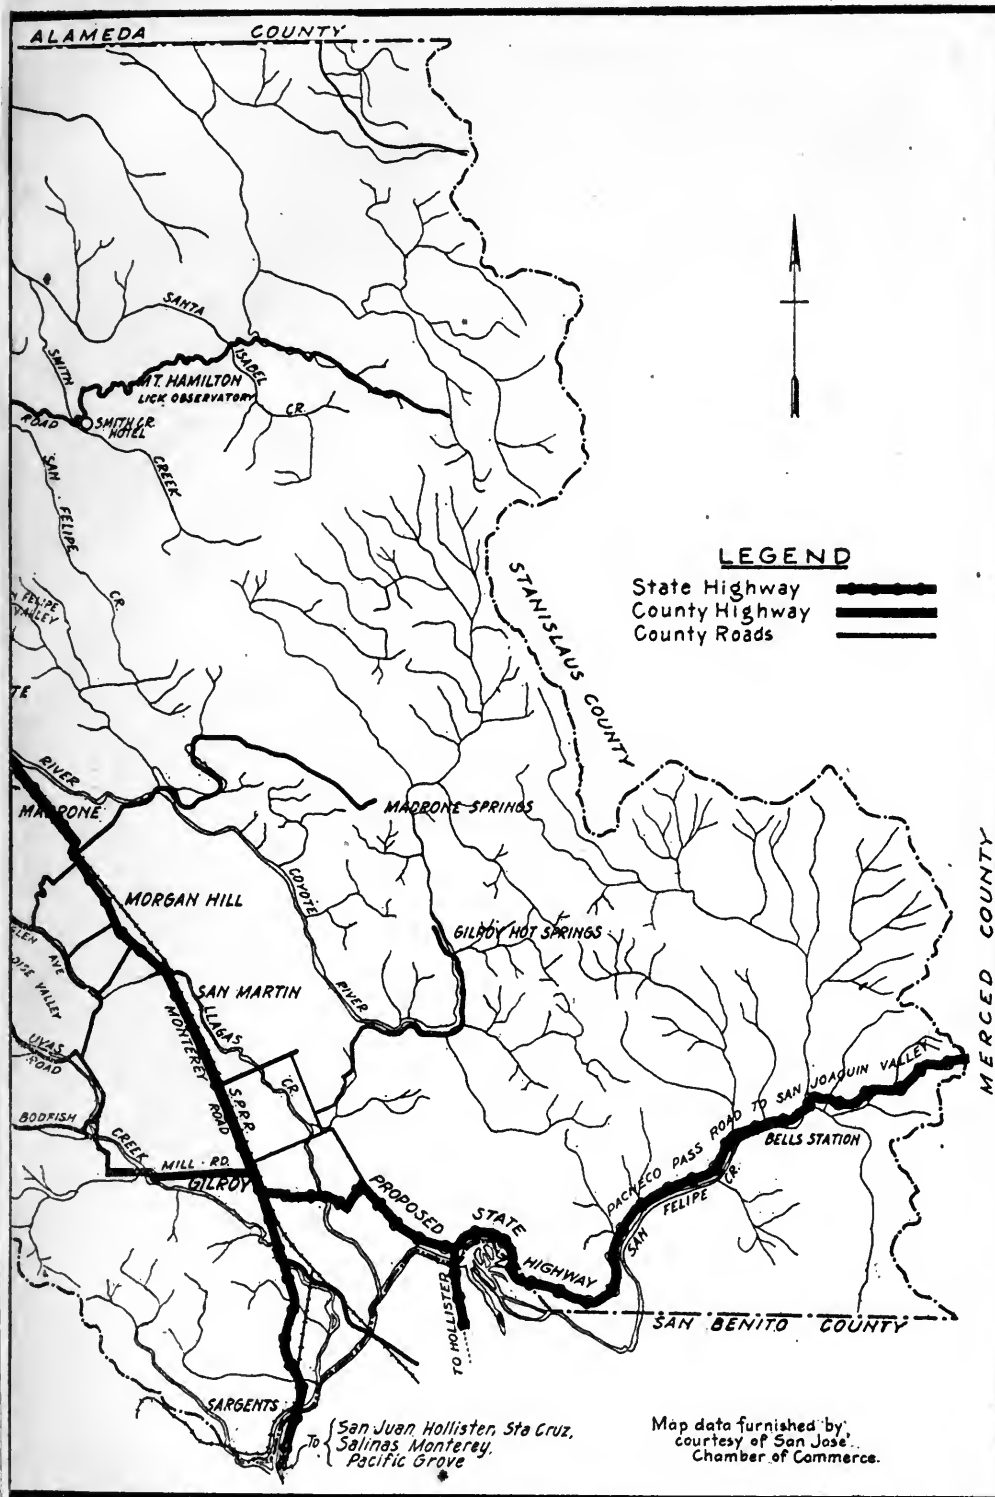 ALAMEDA COUNTY
SANTA
ISABEL
CR.
SMITH
MT. HAMILTON
LICK OBSERVATORY
ROAD
SMITH CR.
HOTEL
CREEK
SAN FELIPE
CR.
N FELIPE
VALLEY
TE
LEGEND
State Highway
County Highway
County Roads
STANISLAUS COUNTY
RIVER
MADRONE
MADRONE SPRINGS
MORGAN HILL
COYOTE
RIVER
GILROY HOT SPRINGS
MERCED COUNTY
GLEN AVE
DISE VALLEY
SAN MARTIN
LLAGAS
CR.
MONTEREY
ROAD
S.P.R.R.
UVAS
ROAD
BODFISH
CREEK
MILL RD.
GILROY
PACHECO PASS ROAD TO SAN JOAQUIN VALLEY
BELLS STATION
SAN FELIPE CR.
PROPOSED STATE HIGHWAY
TO HOLLISTER
SAN BENITO COUNTY
SARGENTS
To
San Juan Hollister, Sta Cruz,
Salinas Monterey,
Pacific Grove
Map data furnished by
courtesy of San Jose
Chamber of Commerce.